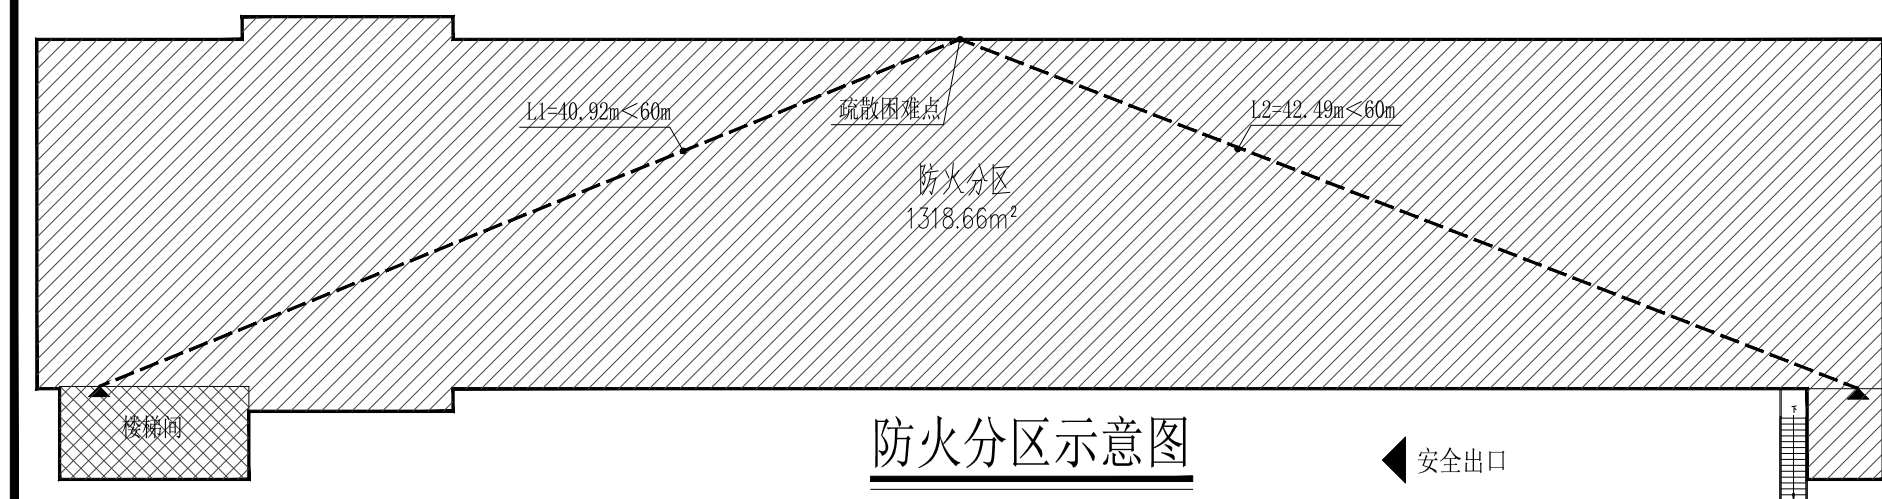 L1=40.92m<60m
疏散困难点
L2=42.49m<60m
防火分区
1318.66m²
楼梯间
下
防火分区示意图
安全出口